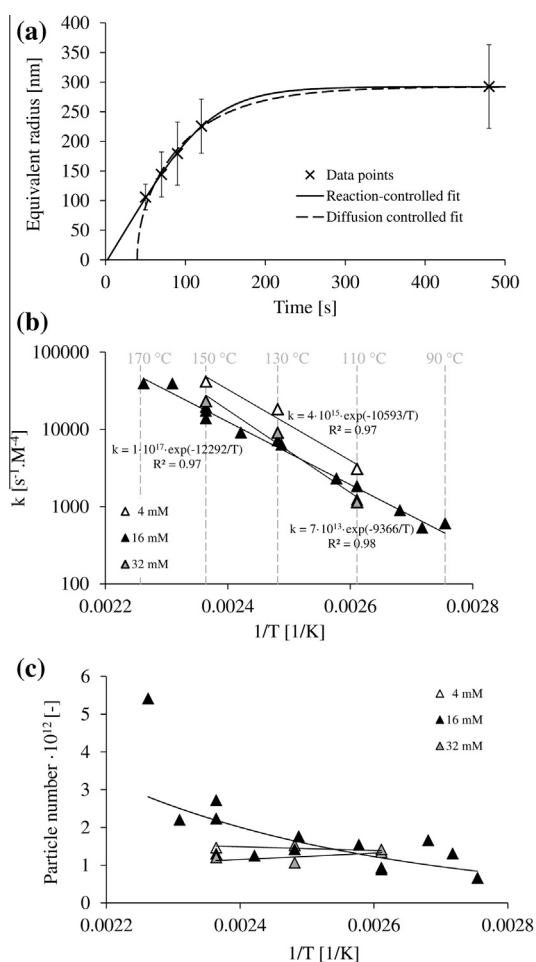 (a)
400
350
300
250
200
150
100
50
0
Equivalent radius [nm]
Data points
Reaction-controlled fit
Diffusion controlled fit
0 100 200 300 400 500
Time [s]
(b)
170 °C 150 °C 130 °C 110 °C 90 °C
100000
10000
1000
100
k [s⁻¹.M⁻⁴]
k = 4·10¹⁵·exp(-10593/T)
R² = 0.97
k = 1·10¹⁷·exp(-12292/T)
R² = 0.97
k = 7·10¹³·exp(-9366/T)
R² = 0.98
4 mM
16 mM
32 mM
0.0022 0.0024 0.0026 0.0028
1/T [1/K]
(c)
6
5
4
3
2
1
0
Particle number · 10¹² [-]
4 mM
16 mM
32 mM
0.0022 0.0024 0.0026 0.0028
1/T [1/K]